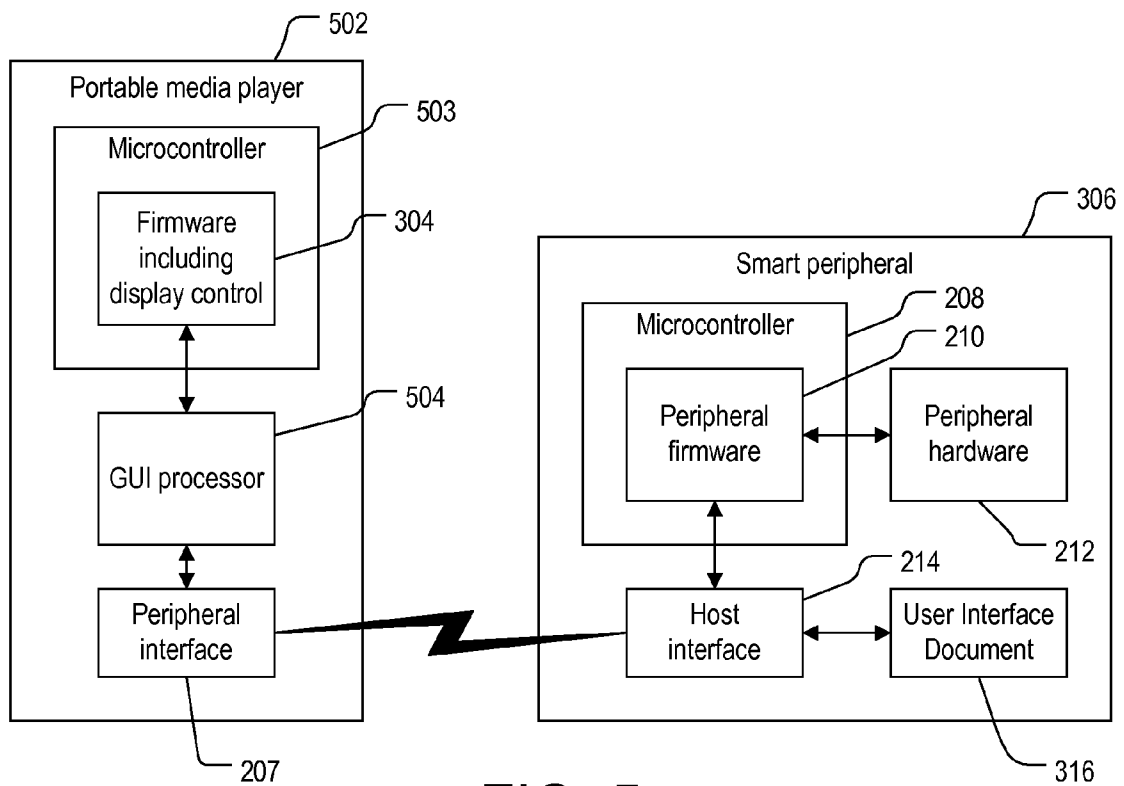 502
Portable media player
503
Microcontroller
Firmware
including
display control
304
504
GUI processor
Peripheral
interface
207
306
Smart peripheral
208
Microcontroller
210
Peripheral
firmware
Peripheral
hardware
212
214
Host
interface
User Interface
Document
316